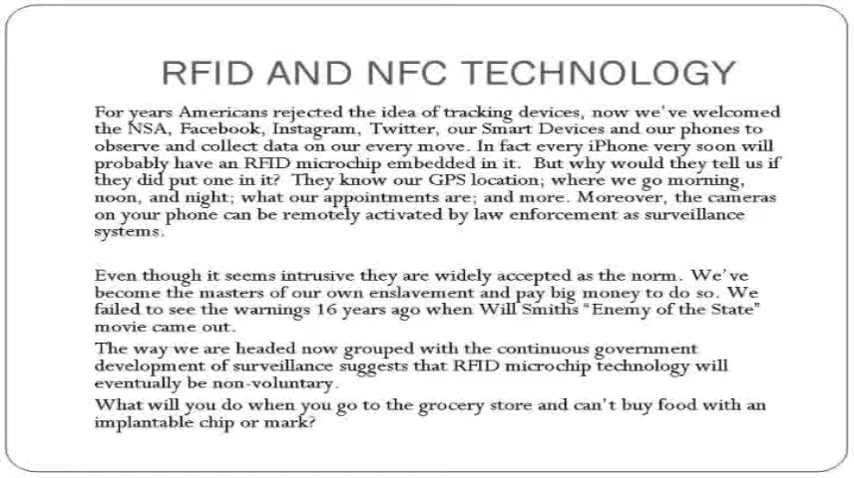 RFID AND NFC TECHNOLOGY
For years Americans rejected the idea of tracking devices, now we've welcomed
the NSA, Facebook, Instagram, Twitter, our Smart Devices and our phones to
observe and collect data on our every move. In fact every iPhone very soon will
probably have an RFID microchip embedded in it. But why would they tell us if
they did put one in it? They know our GPS location; where we go morning,
noon, and night; what our appointments are; and more. Moreover, the cameras
on your phone can be remotely activated by law enforcement as surveillance
systems.
Even though it seems intrusive they are widely accepted as the norm. We've
become the masters of our own enslavement and pay big money to do so. We
failed to see the warnings 16 years ago when Will Smiths "Enemy of the State"
movie came out.
The way we are headed now grouped with the continuous government
development of surveillance suggests that RFID microchip technology will
eventually be non-voluntary.
What will you do when you go to the grocery store and can't buy food with an
implantable chip or mark?